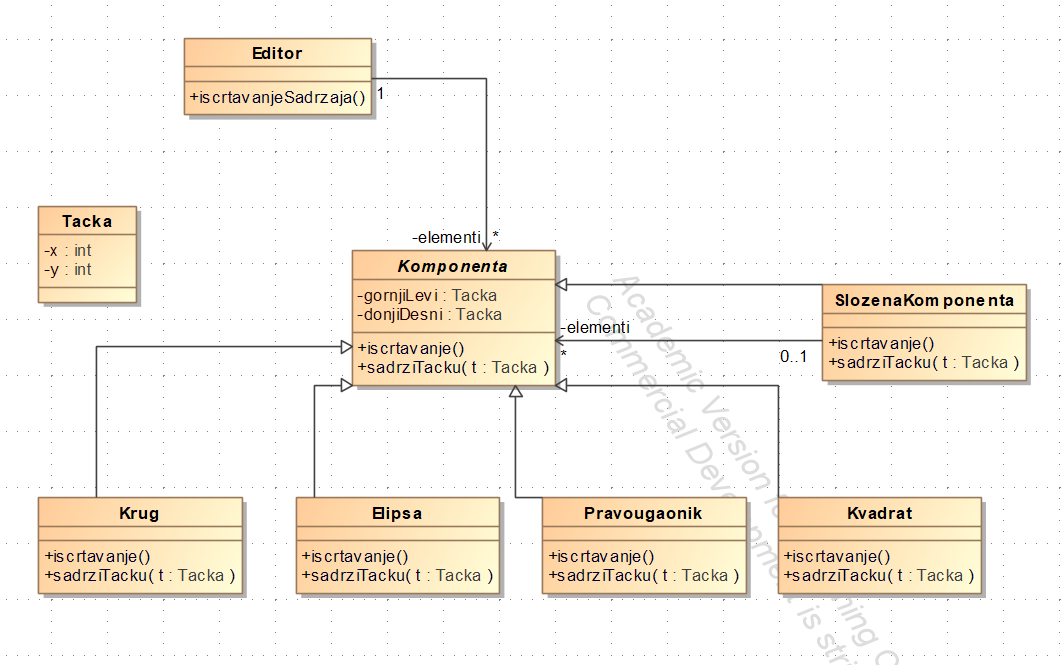 Editor
+iscrtavanjeSadrzaja()
1
Tacka
-x : int
-y : int
-elementi
*
Komponenta
-gornjiLevi : Tacka
-donjiDesni : Tacka
+iscrtavanje()
+sadrziTacku( t : Tacka )
-elementi
*
0..1
SlozenaKomponenta
+iscrtavanje()
+sadrziTacku( t : Tacka )
Krug
+iscrtavanje()
+sadrziTacku( t : Tacka )
Elipsa
+iscrtavanje()
+sadrziTacku( t : Tacka )
Pravougaonik
+iscrtavanje()
+sadrziTacku( t : Tacka )
Kvadrat
+iscrtavanje()
+sadrziTacku( t : Tacka )
Academic Version
Commercial
is